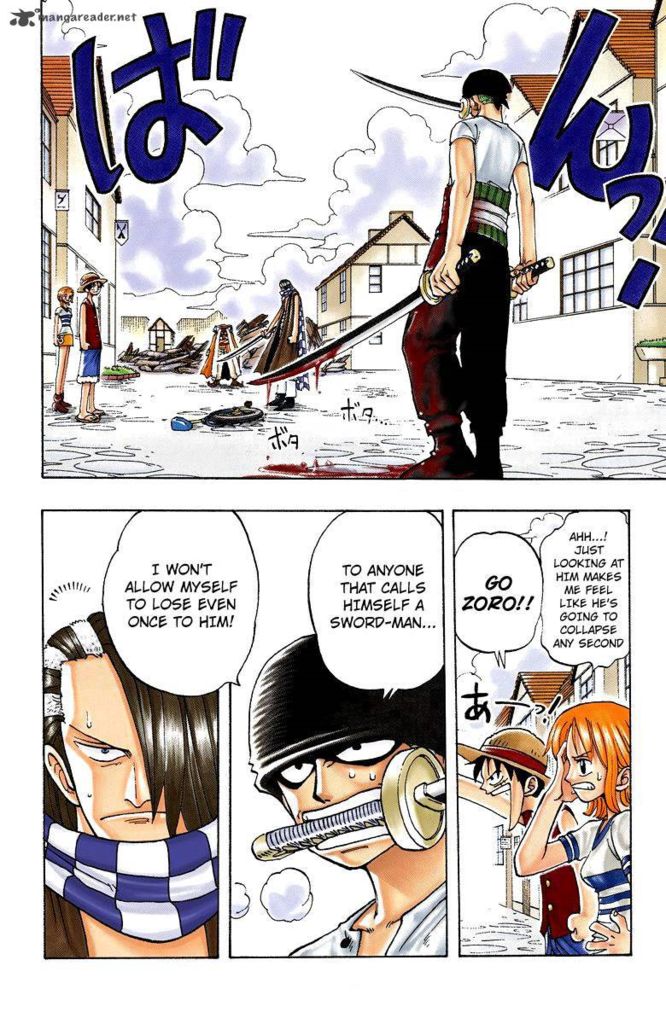 mangareader.net
ばんっ!!
ボタ...
ボタ
AHH...!
JUST
LOOKING AT
HIM MAKES
ME FEEL
LIKE HE'S
GOING TO
COLLAPSE
ANY SECOND
GO
ZORO!!
あーっ!
TO ANYONE
THAT CALLS
HIMSELF A
SWORD-MAN...
I WON'T
ALLOW MYSELF
TO LOSE EVEN
ONCE TO HIM!